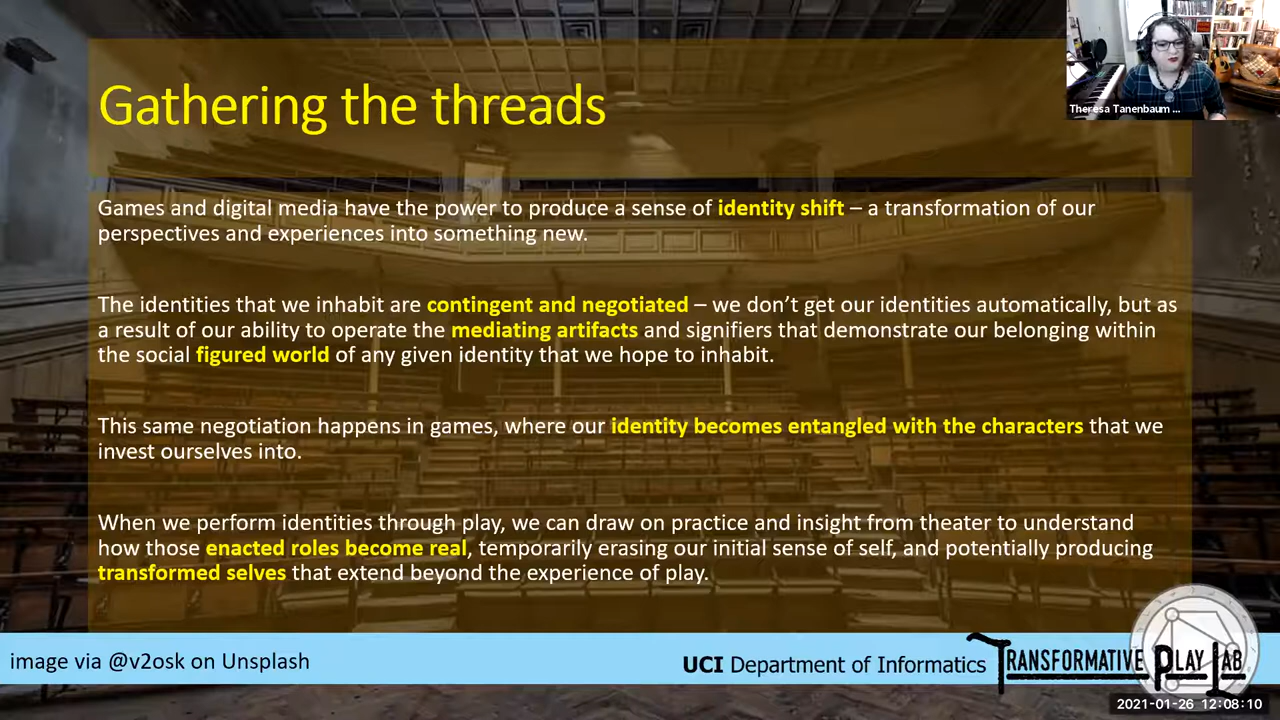 Gathering the threads
Theresa Tanenbaum ...
Games and digital media have the power to produce a sense of identity shift – a transformation of our
perspectives and experiences into something new.
The identities that we inhabit are contingent and negotiated – we don’t get our identities automatically, but as
a result of our ability to operate the mediating artifacts and signifiers that demonstrate our belonging within
the social figured world of any given identity that we hope to inhabit.
This same negotiation happens in games, where our identity becomes entangled with the characters that we
invest ourselves into.
When we perform identities through play, we can draw on practice and insight from theater to understand
how those enacted roles become real, temporarily erasing our initial sense of self, and potentially producing
transformed selves that extend beyond the experience of play.
image via @v2osk on Unsplash
UCI Department of Informatics
TRANSFORMATIVE PLAY LAB
2021-01-26 12:08:10